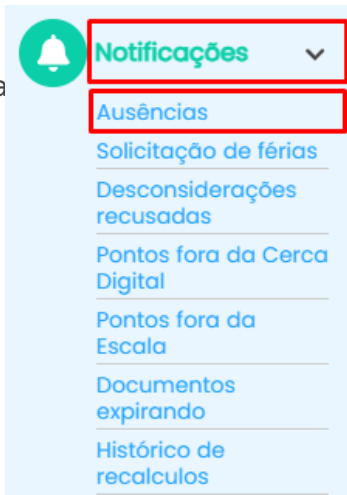 Notificações
a
Ausências
Solicitação de férias
Desconsiderações
recusadas
Pontos fora da Cerca
Digital
Pontos fora da
Escala
Documentos
expirando
Histórico de
recalculos